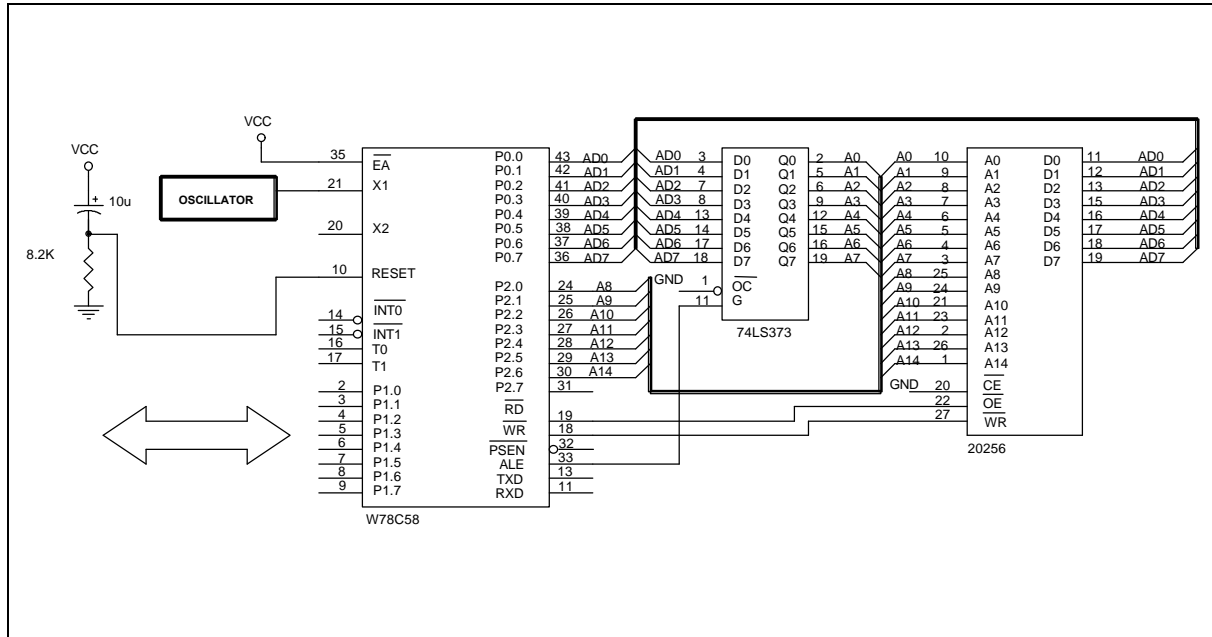 VCC
VCC
10u
+
8.2K
OSCILLATOR
35 EA
21 X1
20 X2
10 RESET
14 INT0
15 INT1
16 T0
17 T1
2 P1.0
3 P1.1
4 P1.2
5 P1.3
6 P1.4
7 P1.5
8 P1.6
9 P1.7
P0.0 43 AD0
P0.1 42 AD1
P0.2 41 AD2
P0.3 40 AD3
P0.4 39 AD4
P0.5 38 AD5
P0.6 37 AD6
P0.7 36 AD7
P2.0 24 A8
P2.1 25 A9
P2.2 26 A10
P2.3 27 A11
P2.4 28 A12
P2.5 29 A13
P2.6 30 A14
P2.7 31
RD 19
WR 18
PSEN 32
ALE 33
TXD 13
RXD 11
W78C58
AD0 3 D0 Q0 2 A0
AD1 4 D1 Q1 5 A1
AD2 7 D2 Q2 6 A2
AD3 8 D3 Q3 9 A3
AD4 13 D4 Q4 12 A4
AD5 14 D5 Q5 15 A5
AD6 17 D6 Q6 16 A6
AD7 18 D7 Q7 19 A7
GND 1 OC
11 G
74LS373
A0 10 A0 D0 11 AD0
A1 9 A1 D1 12 AD1
A2 8 A2 D2 13 AD2
A3 7 A3 D3 15 AD3
A4 6 A4 D4 16 AD4
A5 5 A5 D5 17 AD5
A6 4 A6 D6 18 AD6
A7 3 A7 D7 19 AD7
A8 25 A8
A9 24 A9
A10 21 A10
A11 23 A11
A12 2 A12
A13 26 A13
A14 1 A14
GND 20 CE
22 OE
27 WR
20256